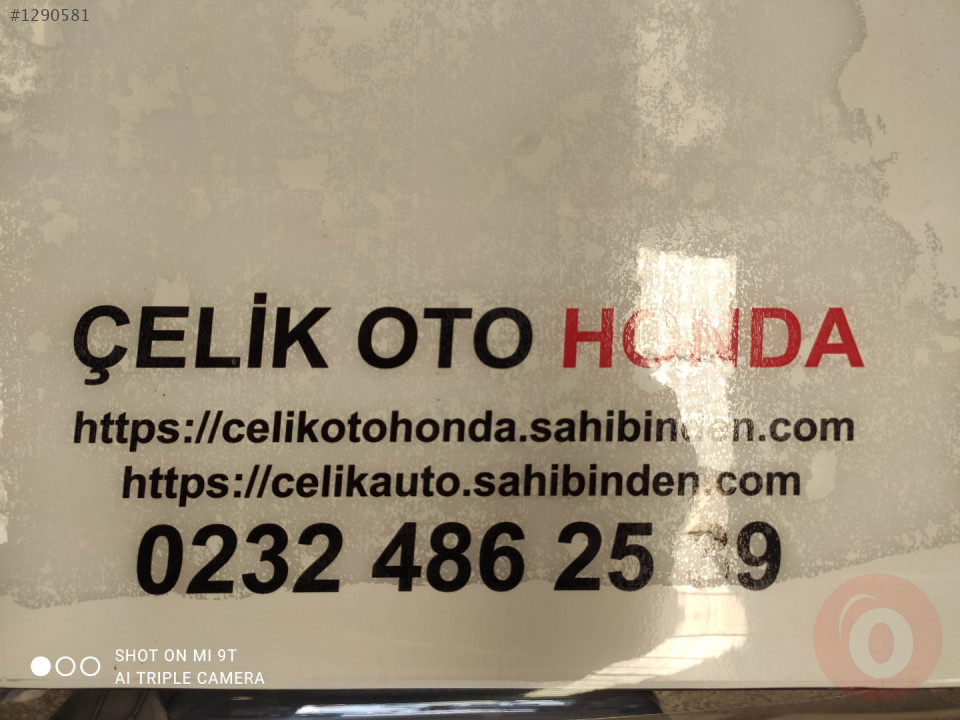 #1290581
ÇELİK OTO HONDA
https://celikotohonda.sahibinden.com
https://celikauto.sahibinden.com
0232 486 25
SHOT ON MI 9T
AI TRIPLE CAMERA